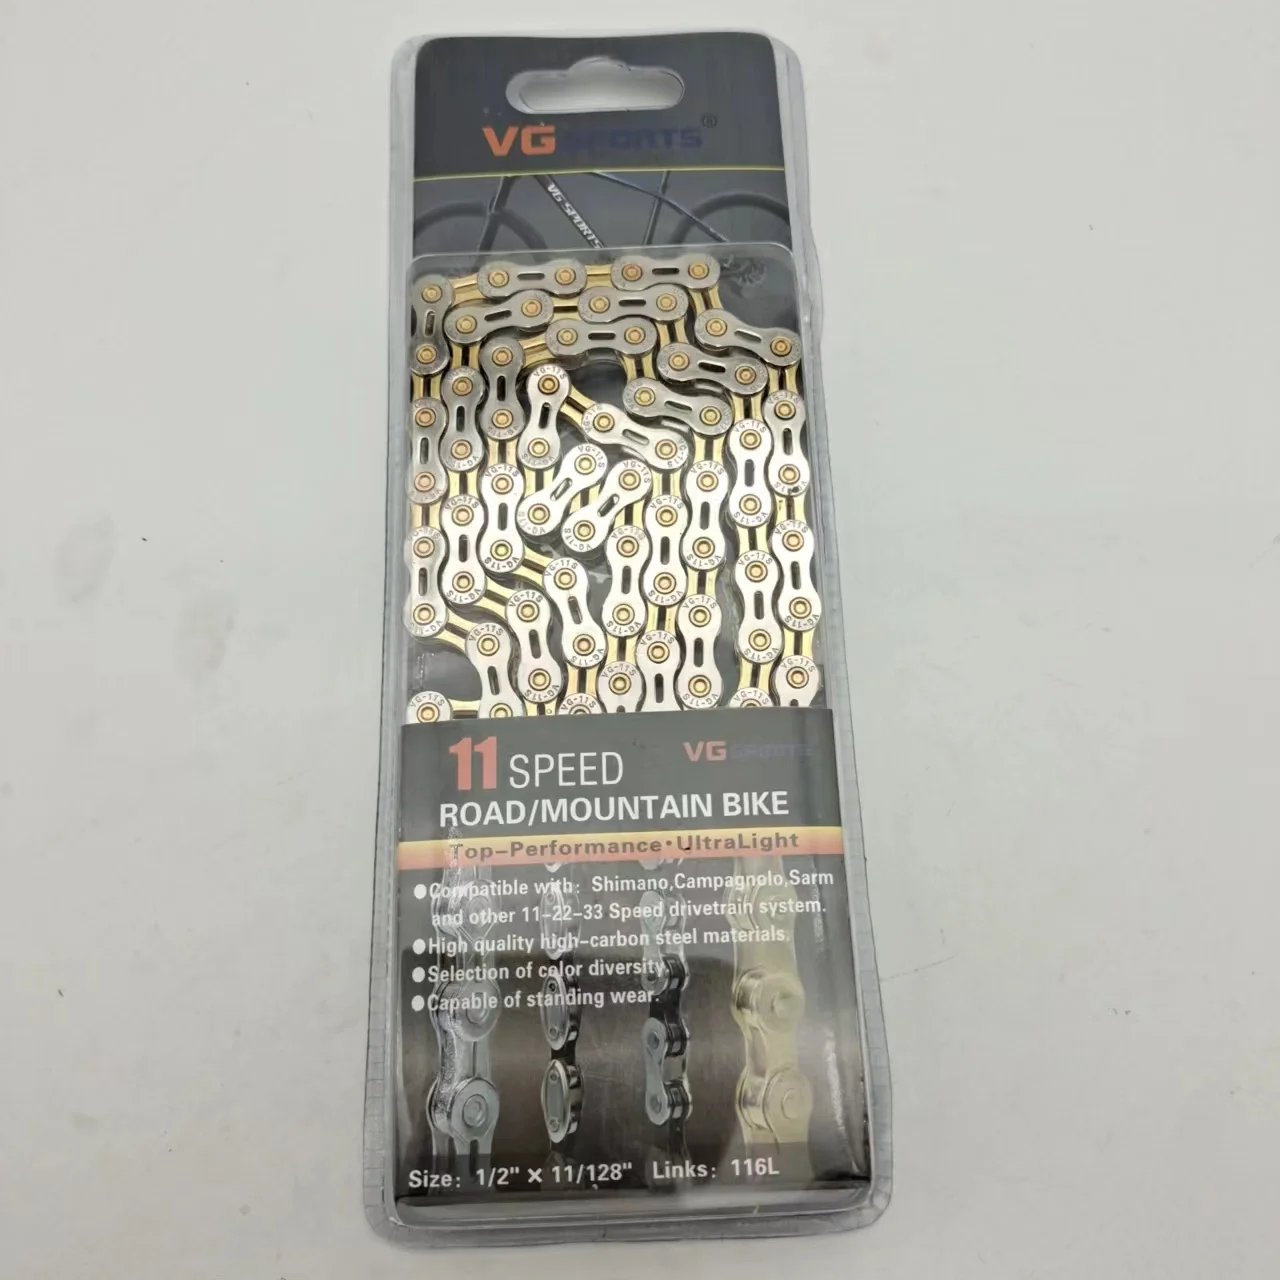 VG SPORTS®
VG SPORTS
11 SPEED
VG SPORTS
ROAD/MOUNTAIN BIKE
Top-Performance•UltraLight
●Compatible with: Shimano,Campagnolo,Sarm
and other 11-22-33 Speed drivetrain system.
●High quality high-carbon steel materials.
●Selection of color diversity.
●Capable of standing wear.
Size: 1/2" × 11/128" Links: 116L